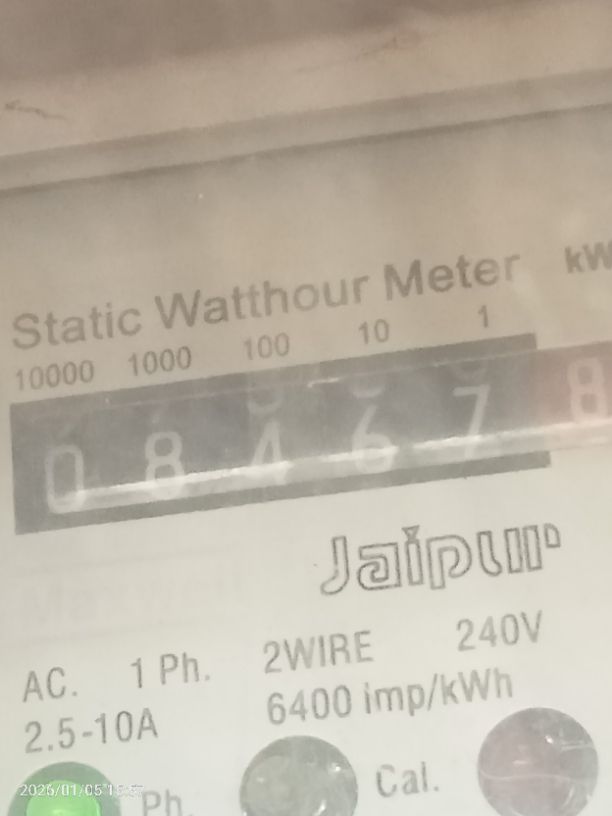 Static Watthour Meter kW
10000 1000 100 10 1
0 8 4 6 7 8
Jaipur
AC. 1 Ph. 2WIRE 240V
2.5-10A 6400 imp/kWh
Ph. Cal.